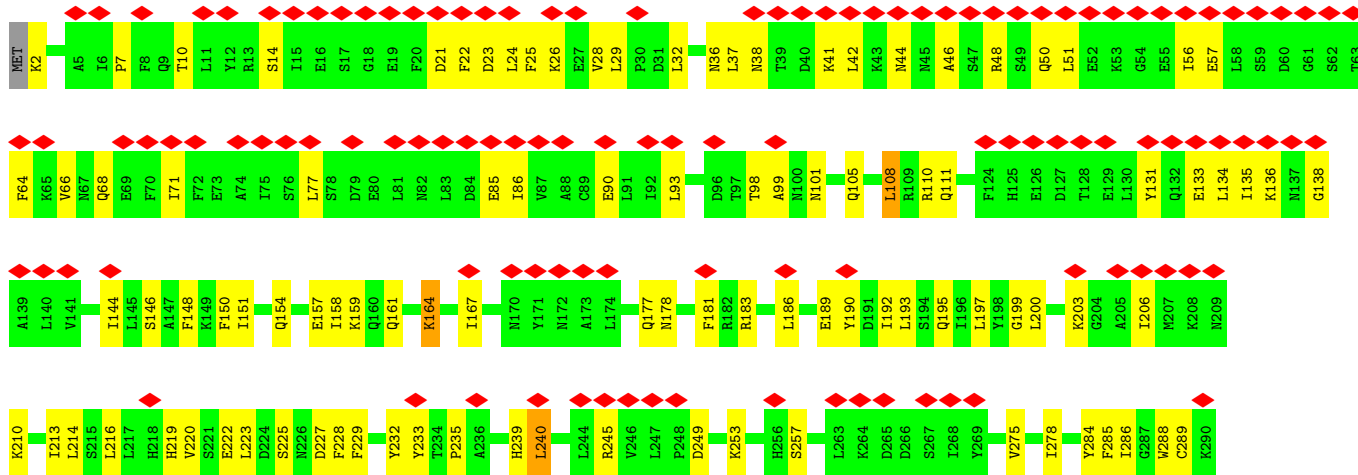 MET K2 A5 I6 P7 F8 Q9 T10 L11 Y12 R13 S14 I15 E16 S17 G18 E19 F20 D21 F22 D23 L24 F25 K26 E27 V28 L29 P30 D31 L32 N36 L37 N38 T39 D40 K41 L42 K43 N44 N45 A46 S47 R48 S49 Q50 L51 E52 K53 G54 E55 I56 E57 L58 S59 D60 G61 S62 T63
F64 K65 V66 N67 Q68 E69 F70 I71 F72 E73 A74 I75 S76 L77 S78 D79 E80 L81 N82 L83 D84 E85 I86 V87 A88 C89 E90 L91 I92 L93 D96 T97 T98 A99 N100 N101 Q105 L108 R109 R110 Q111 F124 H125 E126 D127 T128 E129 L130 Y131 Q132 E133 L134 I135 K136 N137 G138
A139 L140 V141 I144 L145 S146 A147 F148 K149 F150 I151 Q154 E157 I158 K159 Q160 Q161 K164 I167 N170 Y171 N172 A173 L174 Q177 N178 F181 R182 R183 L186 E189 Y190 D191 I192 L193 S194 Q195 I196 L197 Y198 G199 L200 K203 G204 A205 I206 M207 K208 N209
K210 I213 L214 S215 L216 L217 H218 H219 V220 S221 E222 L223 D224 S225 N226 D227 F228 F229 Y232 Y233 T234 P235 A236 H239 L240 L244 R245 V246 L247 P248 D249 K253 H256 S257 L263 K264 D265 D266 S267 I268 Y269 V275 I278 Y284 F285 I286 G287 W288 C289 K290